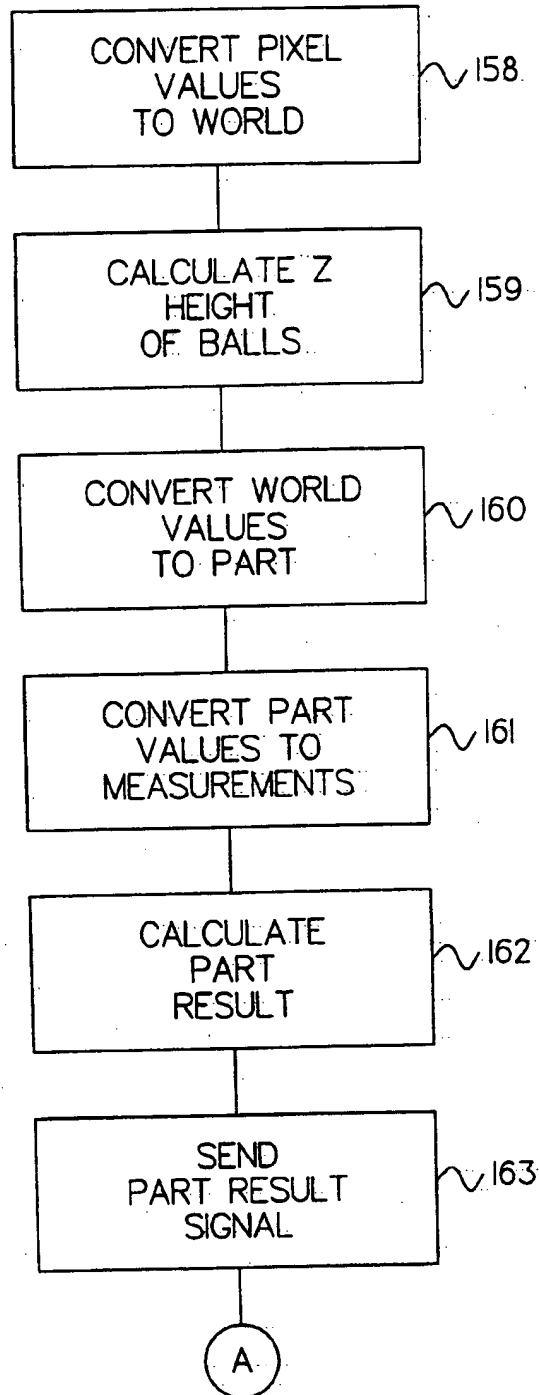 CONVERT PIXEL
VALUES
TO WORLD
158
CALCULATE Z
HEIGHT
OF BALLS
159
CONVERT WORLD
VALUES
TO PART
160
CONVERT PART
VALUES TO
MEASUREMENTS
161
CALCULATE
PART
RESULT
162
SEND
PART RESULT
SIGNAL
163
A